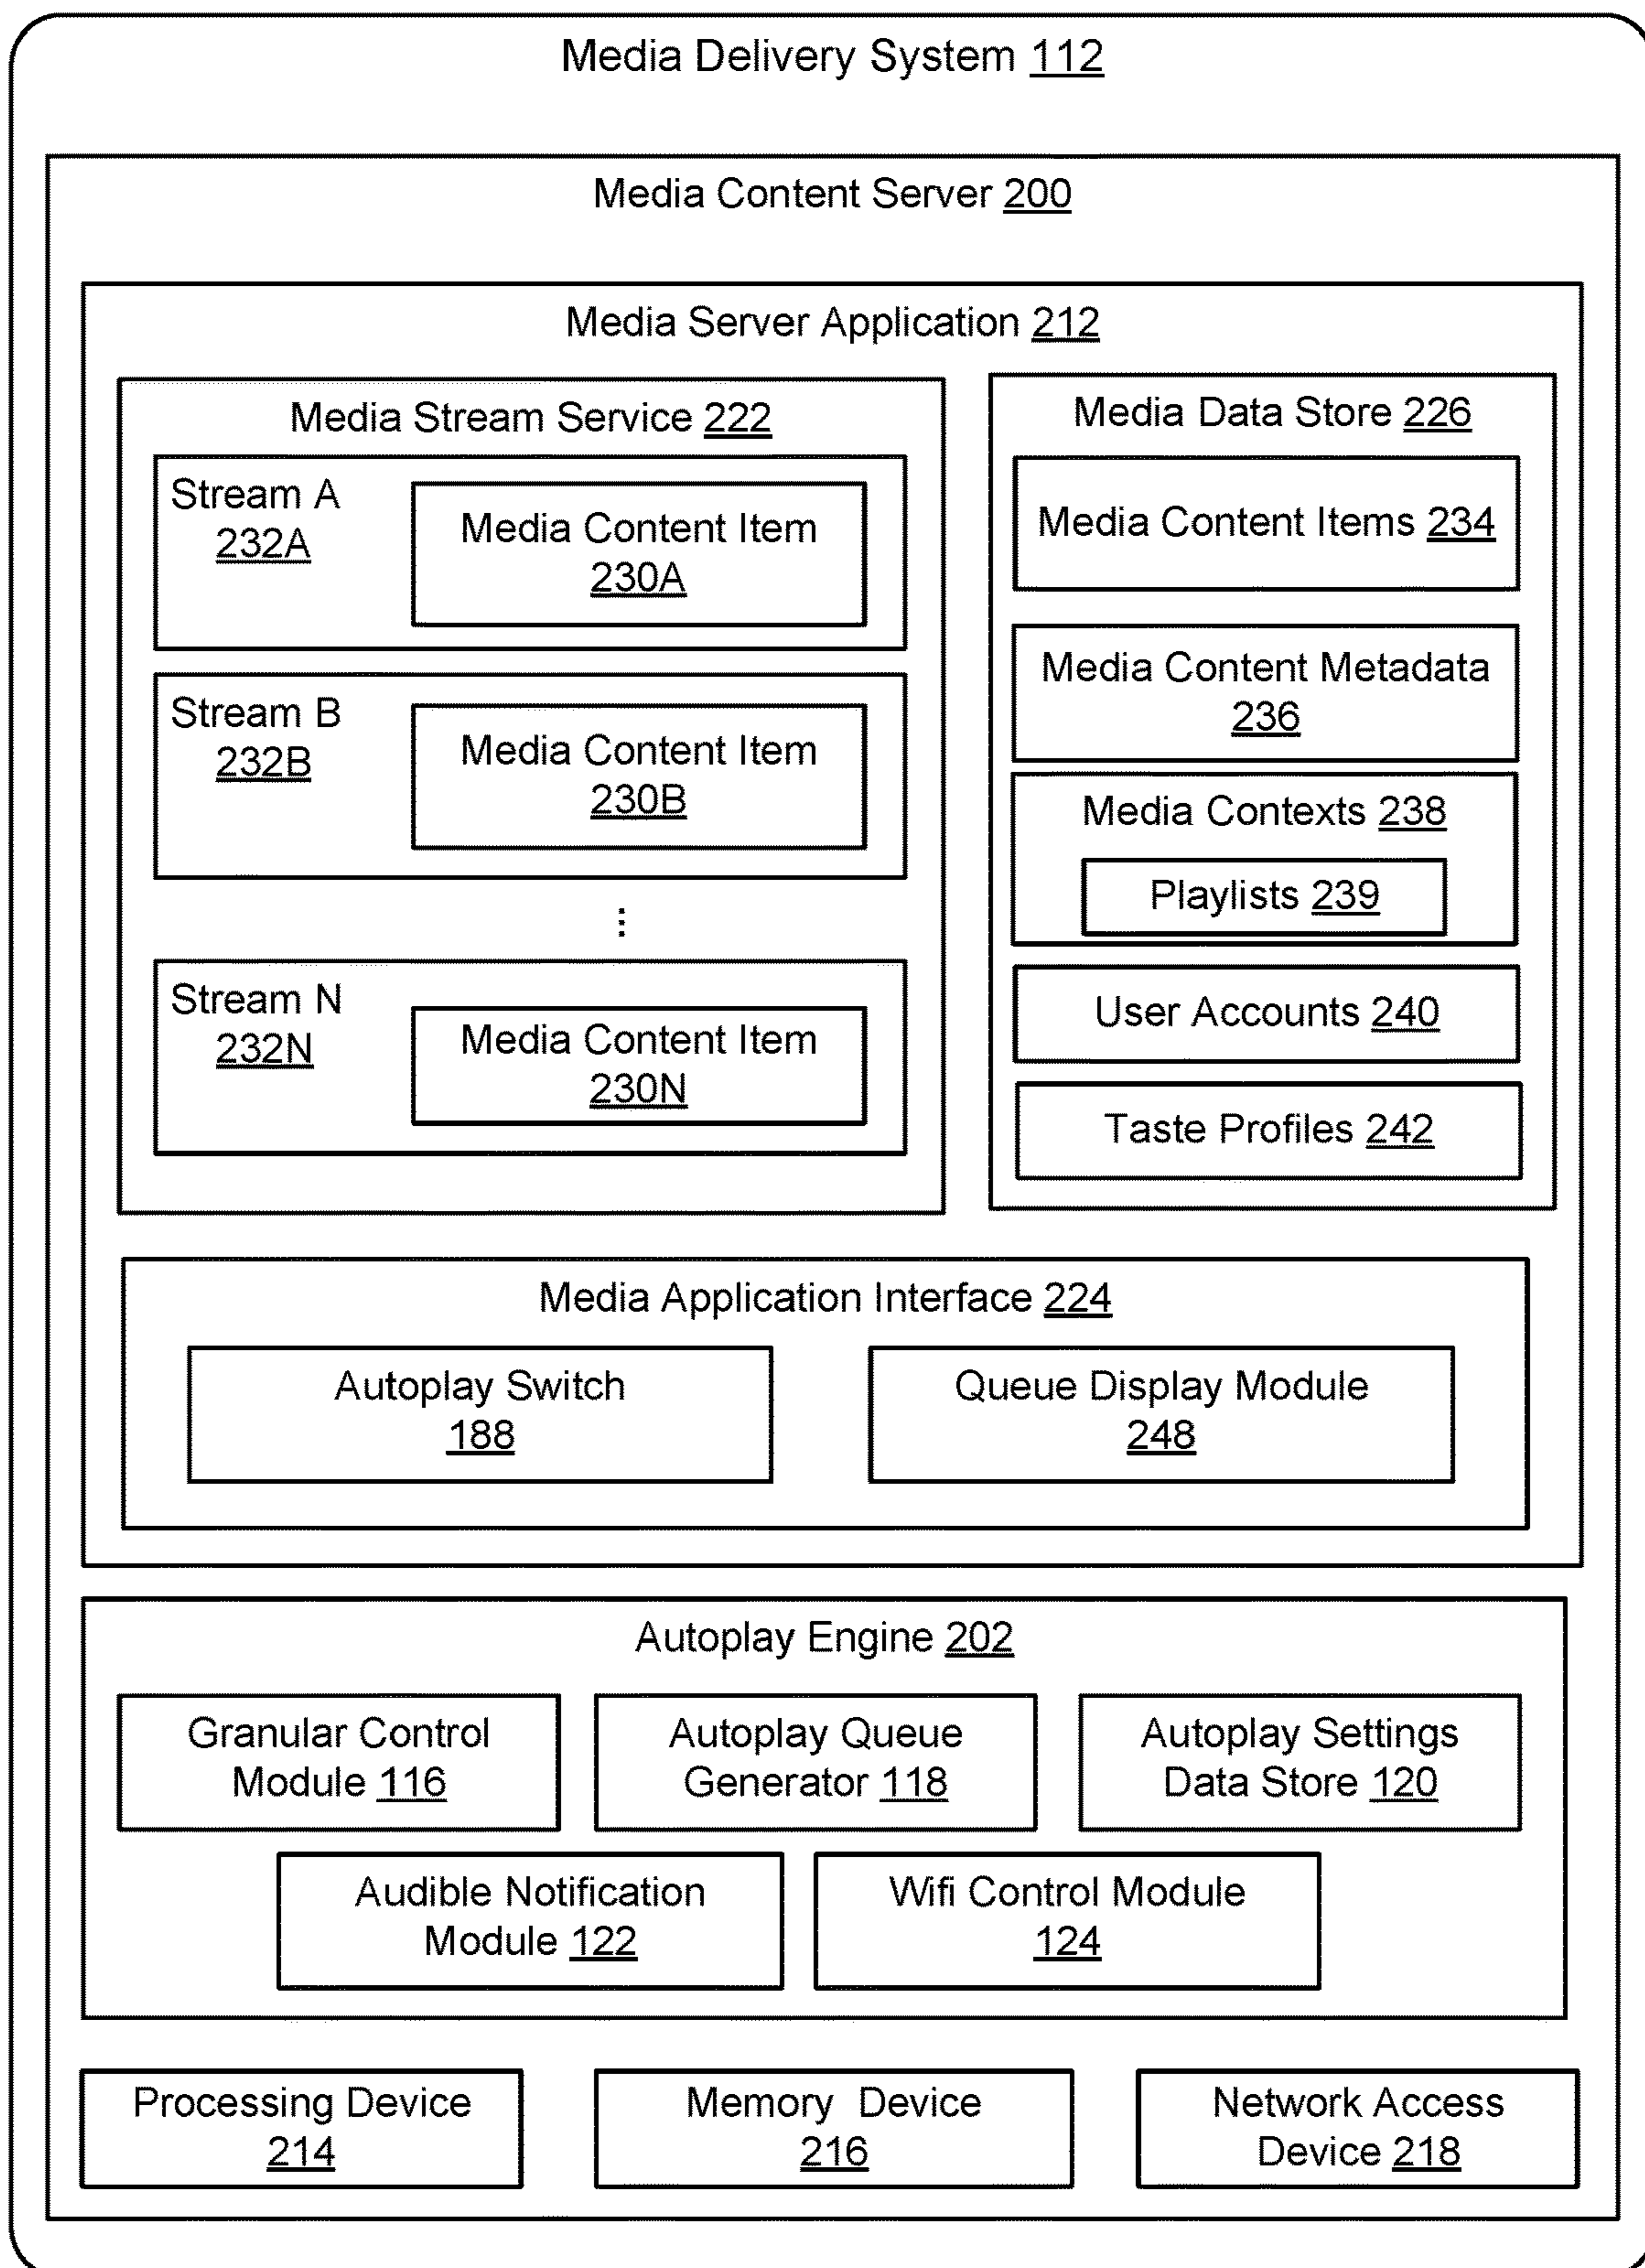 Media Delivery System 112
Media Content Server 200
Media Server Application 212
Media Stream Service 222
Stream A
232A
Media Content Item
230A
Stream B
232B
Media Content Item
230B
⋮
Stream N
232N
Media Content Item
230N
Media Data Store 226
Media Content Items 234
Media Content Metadata
236
Media Contexts 238
Playlists 239
User Accounts 240
Taste Profiles 242
Media Application Interface 224
Autoplay Switch
188
Queue Display Module
248
Autoplay Engine 202
Granular Control
Module 116
Autoplay Queue
Generator 118
Autoplay Settings
Data Store 120
Audible Notification
Module 122
Wifi Control Module
124
Processing Device
214
Memory Device
216
Network Access
Device 218